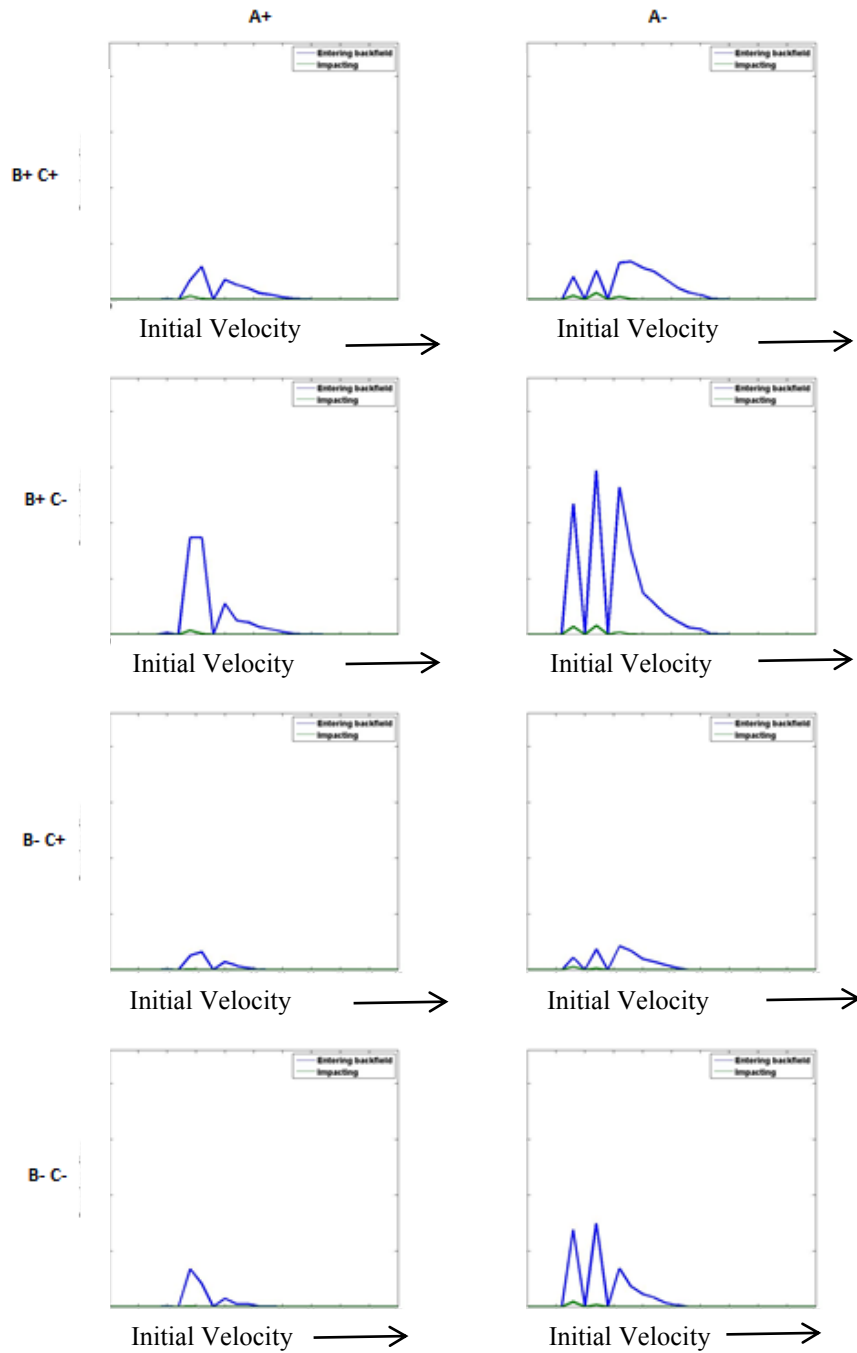 A+ A-
Entering backfield
Impacting
Entering backfield
Impacting
B+ C+
Initial Velocity Initial Velocity
Entering backfield
Impacting
Entering backfield
Impacting
B+ C-
Initial Velocity Initial Velocity
Entering backfield
Impacting
Entering backfield
Impacting
B- C+
Initial Velocity Initial Velocity
Entering backfield
Impacting
Entering backfield
Impacting
B- C-
Initial Velocity Initial Velocity